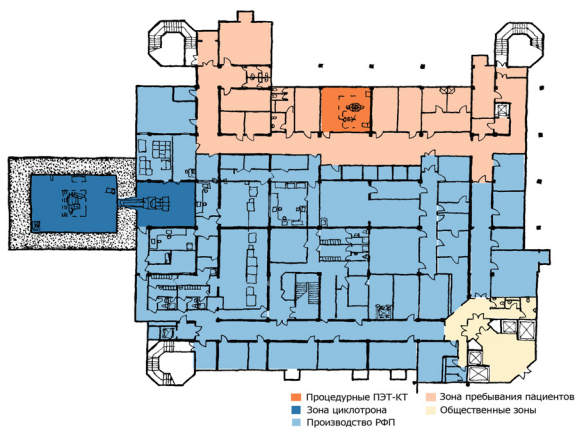 Процедурные ПЭТ-КТ
Зона циклотрона
Производство РФП
Зона пребывания пациентов
Общественные зоны